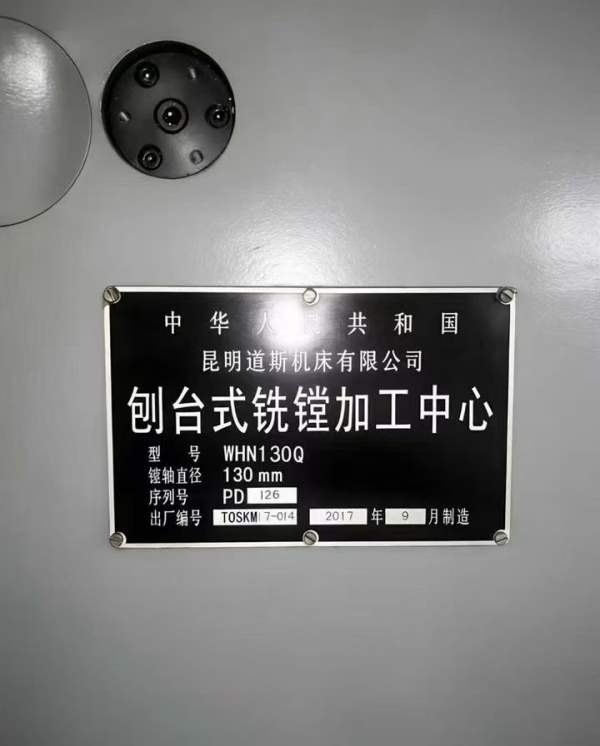 中华人民共和国
昆明道斯机床有限公司
刨台式铣镗加工中心
型 号 WHN130Q
镗轴直径 130mm
序列号 PD 126
出厂编号 TOSKM17-014 2017 年 9 月制造